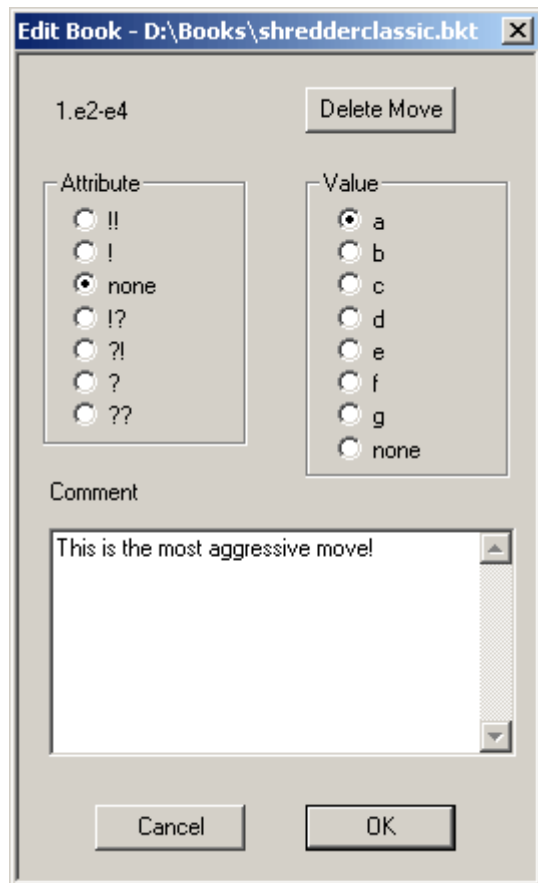 Edit Book - D:\Books\shredderclassic.bkt
1.e2-e4
Delete Move
Attribute
!!
!
none
!?
?!
?
??
Value
a
b
c
d
e
f
g
none
Comment
This is the most aggressive move!
Cancel
OK